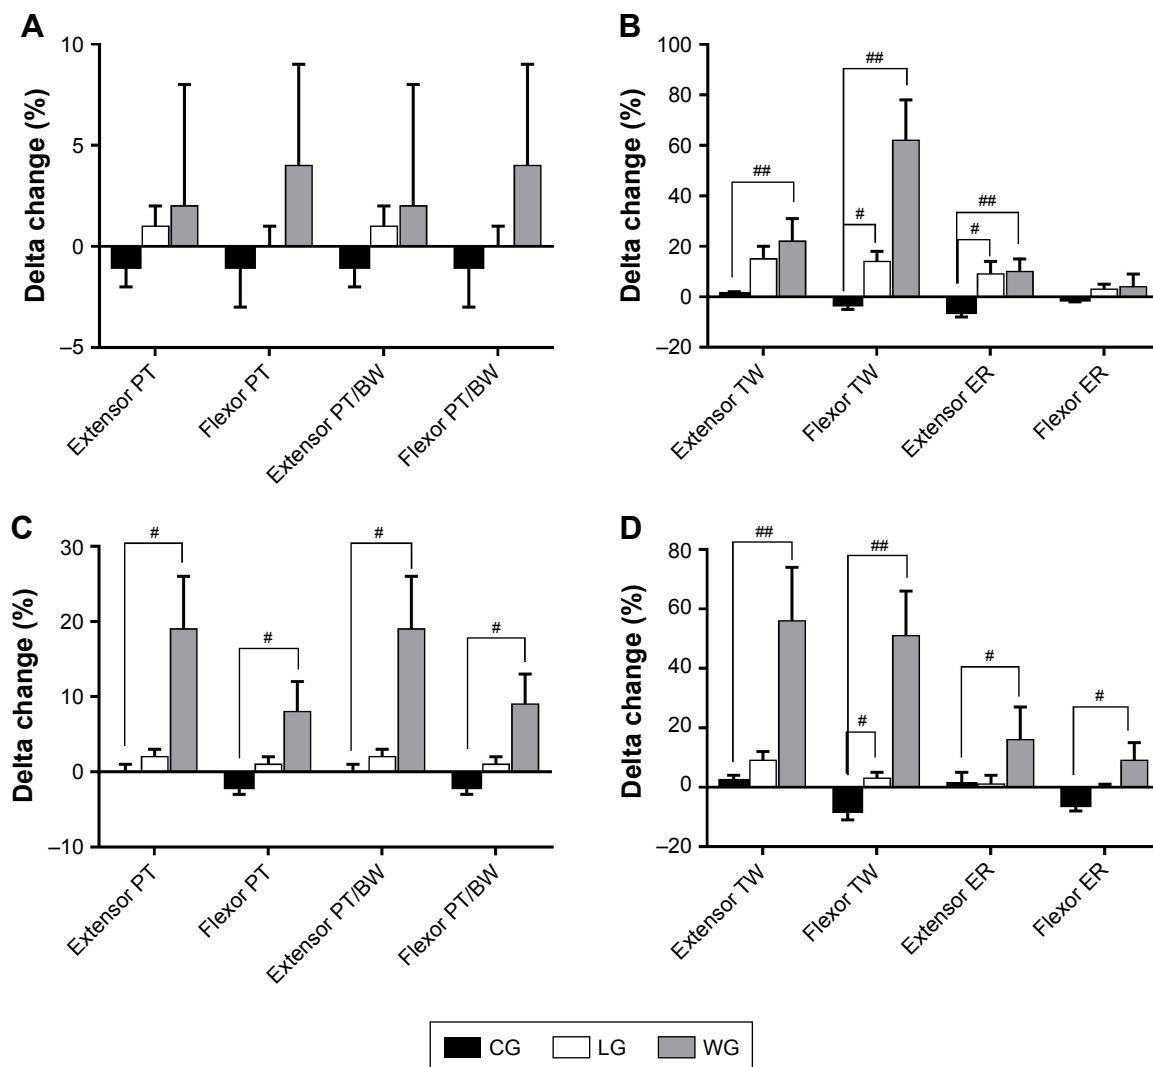 A
Delta change (%)
10
5
0
–5
Extensor PT
Flexor PT
Extensor PT/BW
Flexor PT/BW
B
Delta change (%)
100
80
60
40
20
0
–20
##
##
#
##
#
Extensor TW
Flexor TW
Extensor ER
Flexor ER
C
Delta change (%)
30
20
10
0
–10
#
#
#
#
Extensor PT
Flexor PT
Extensor PT/BW
Flexor PT/BW
D
Delta change (%)
80
60
40
20
0
–20
##
##
#
#
#
Extensor TW
Flexor TW
Extensor ER
Flexor ER
CG LG WG